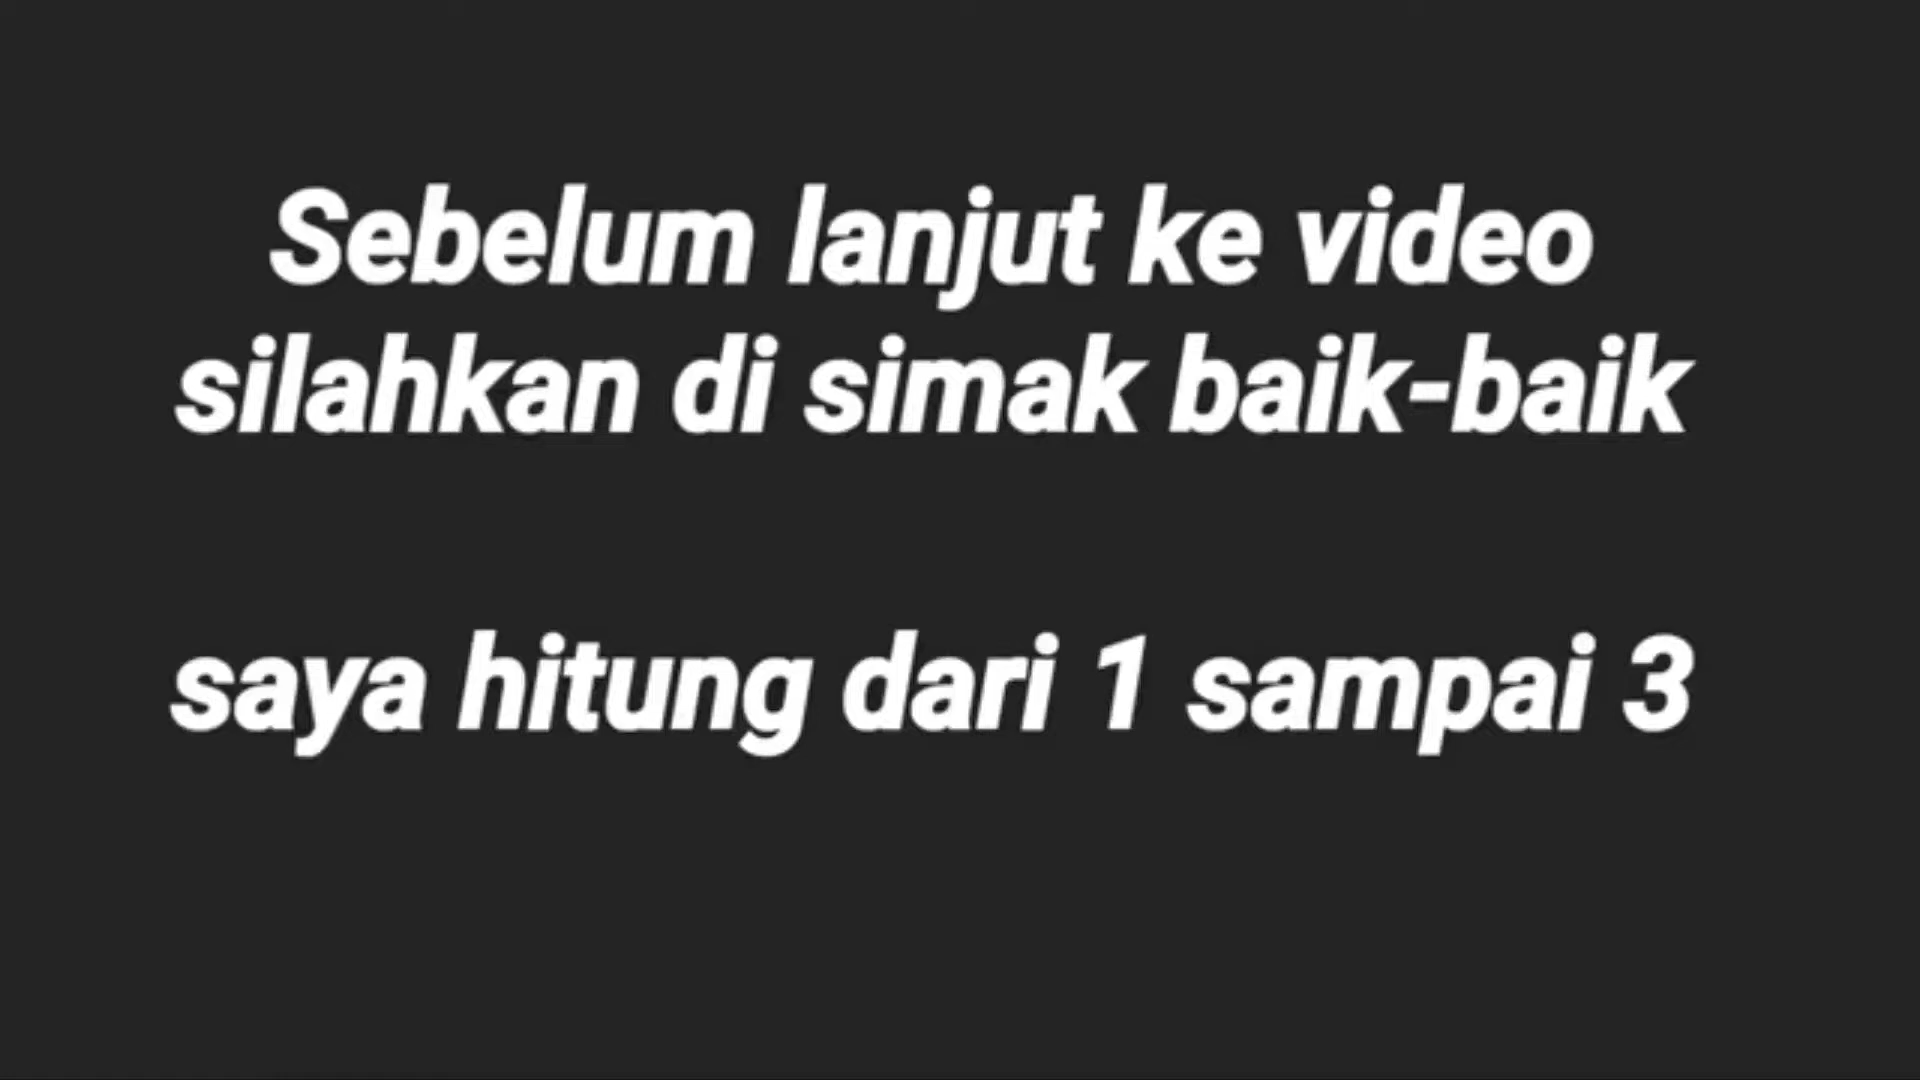 Sebelum lanjut ke video
silahkan di simak baik-baik
saya hitung dari 1 sampai 3